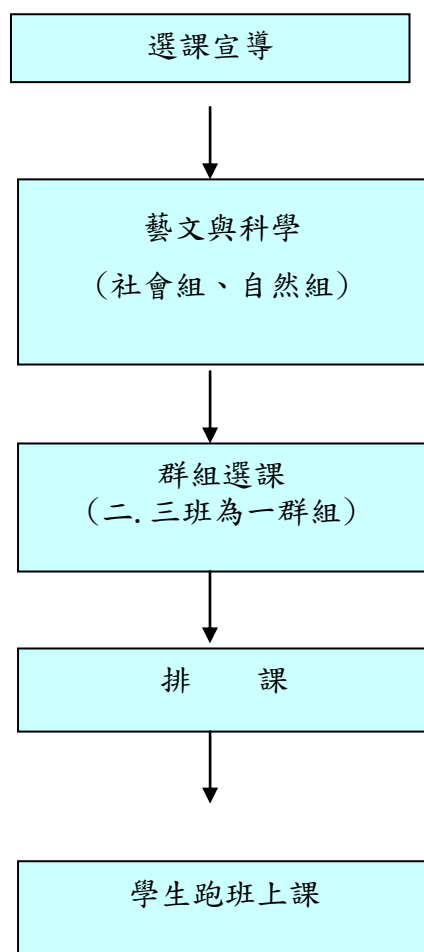 選課宣導
藝文與科學
（社會組、自然組）
群組選課
（二.三班為一群組）
排　　課
學生跑班上課